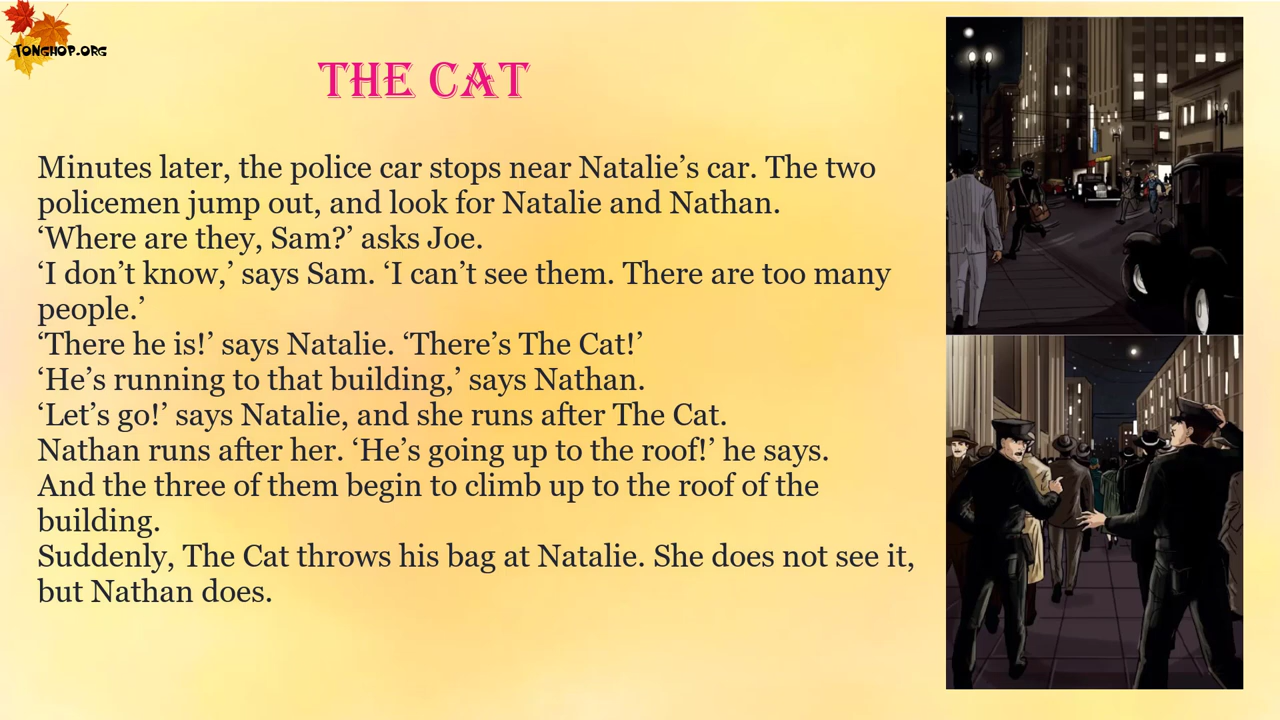 TONGHOP.ORG
THE CAT
Minutes later, the police car stops near Natalie’s car. The two
policemen jump out, and look for Natalie and Nathan.
‘Where are they, Sam?’ asks Joe.
‘I don’t know,’ says Sam. ‘I can’t see them. There are too many
people.’
‘There he is!’ says Natalie. ‘There’s The Cat!’
‘He’s running to that building,’ says Nathan.
‘Let’s go!’ says Natalie, and she runs after The Cat.
Nathan runs after her. ‘He’s going up to the roof!’ he says.
And the three of them begin to climb up to the roof of the
building.
Suddenly, The Cat throws his bag at Natalie. She does not see it,
but Nathan does.